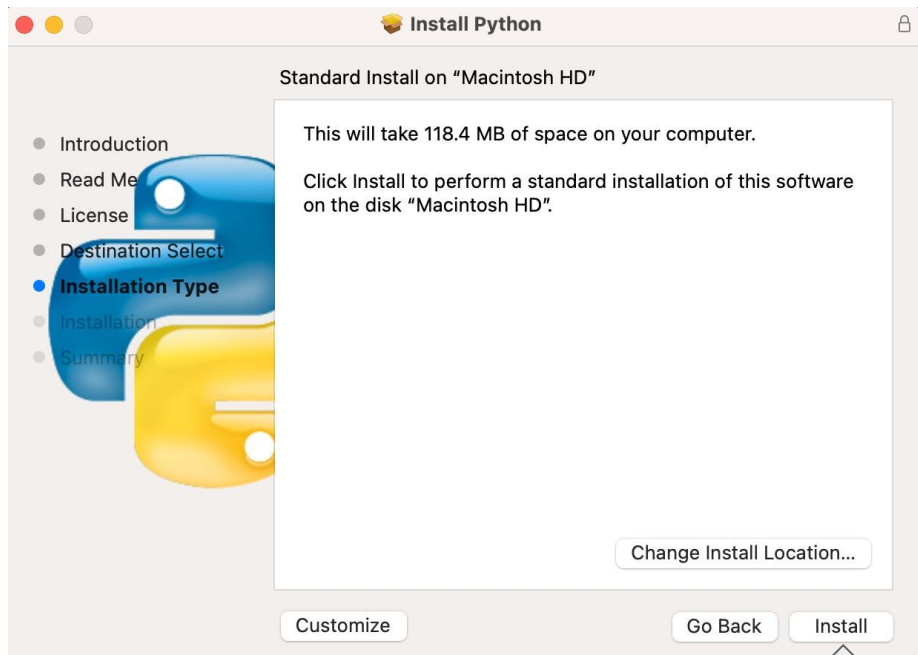 Install Python
Standard Install on “Macintosh HD”
Introduction
Read Me
License
Destination Select
Installation Type
Installation
Summary
This will take 118.4 MB of space on your computer.
Click Install to perform a standard installation of this software
on the disk “Macintosh HD”.
Change Install Location...
Customize
Go Back
Install